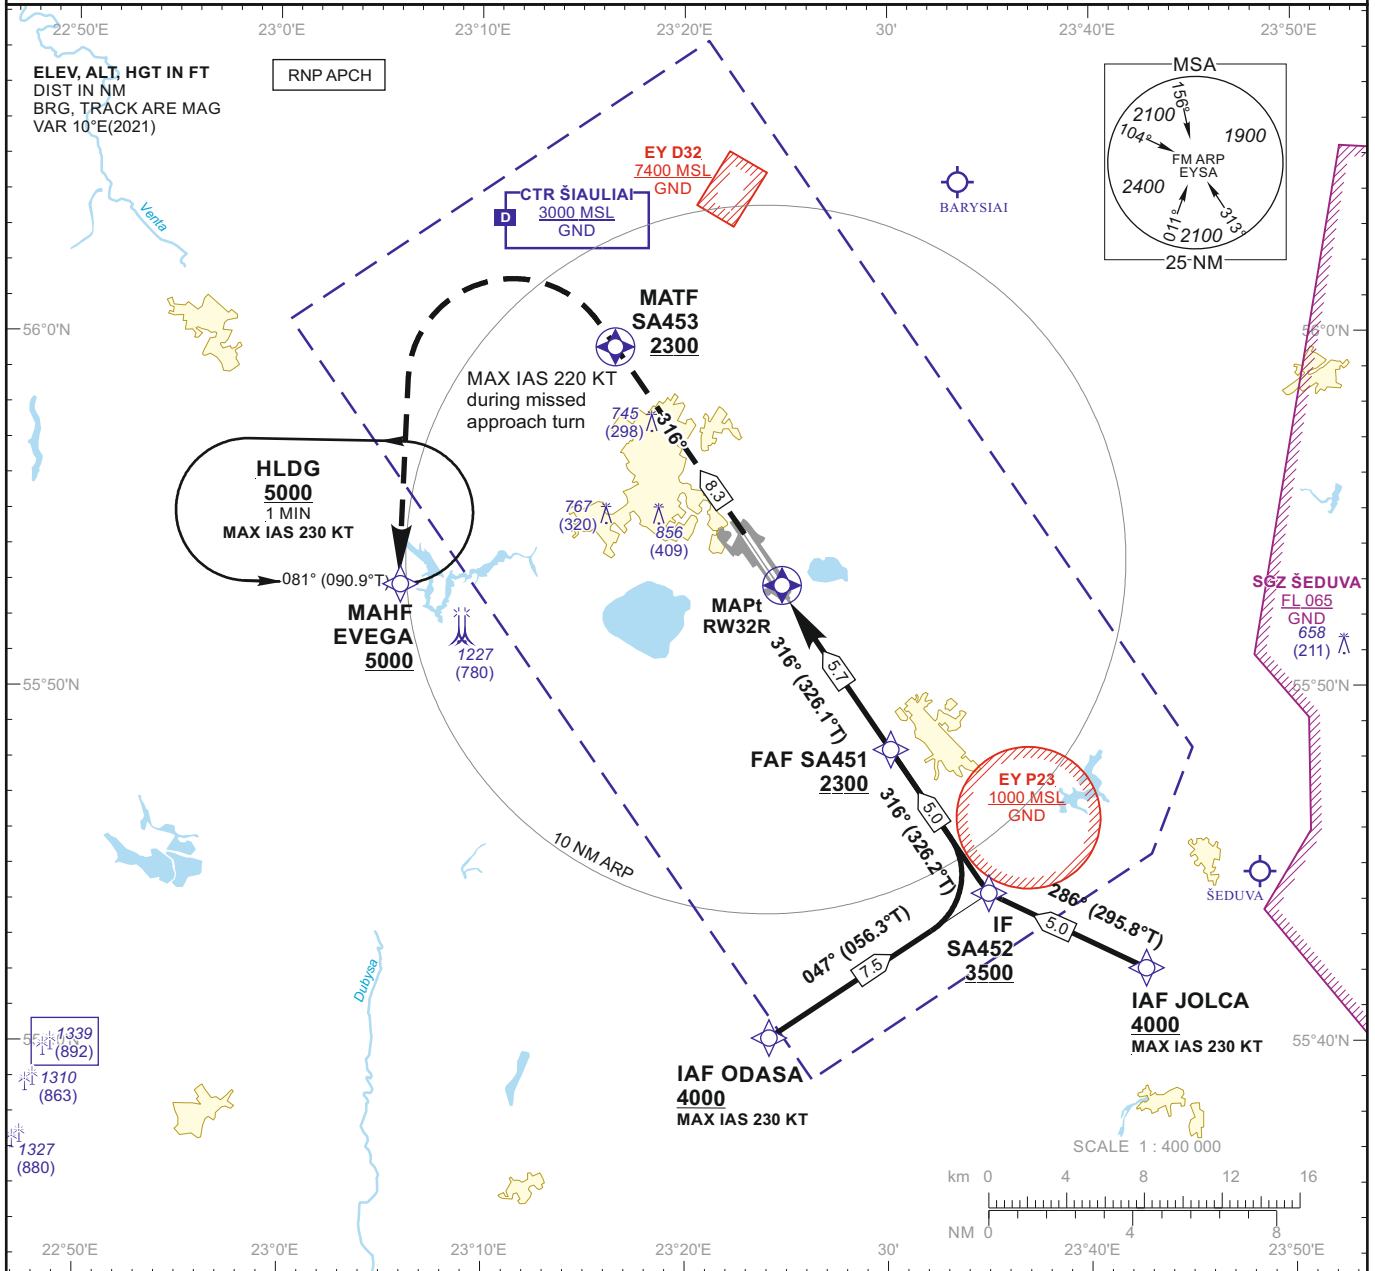 22°50'E 23°0'E 23°10'E 23°20'E 30' 23°40'E 23°50'E
ELEV, ALT, HGT IN FT
DIST IN NM
BRG, TRACK ARE MAG
VAR 10°E(2021)
RNP APCH
MSA
156°
2100
104°
1900
FM ARP
EYSA
2400
011°
313°
2100
25 NM
EY D32
7400 MSL
GND
CTR ŠIAULIAI
D
3000 MSL
GND
BARYSIAI
Venta
MATF
SA453
2300
56°0'N
56°0'N
MAX IAS 220 KT
during missed
approach turn
745
(298)
316°
8.3
HLDG
5000
1 MIN
MAX IAS 230 KT
767
(320)
856
(409)
081° (090.9°T)
MAHF
EVEGA
5000
1227
(780)
MAPt
RW32R
SGZ ŠEDUVA
FL 065
GND
658
(211)
55°50'N
55°50'N
5.7
316° (326.1°T)
FAF SA451
2300
EY P23
1000 MSL
GND
5.0
316° (326.2°T)
10 NM ARP
ŠEDUVA
286° (295.8°T)
5.0
IF
SA452
3500
047° (056.3°T)
7.5
Dubysa
IAF JOLCA
4000
MAX IAS 230 KT
IAF ODASA
4000
MAX IAS 230 KT
1339
(892)
55°40'N
1310
(863)
1327
(880)
SCALE 1 : 400 000
km 0 4 8 12 16
NM 0 4 8
22°50'E 23°0'E 23°10'E 23°20'E 30' 23°40'E 23°50'E